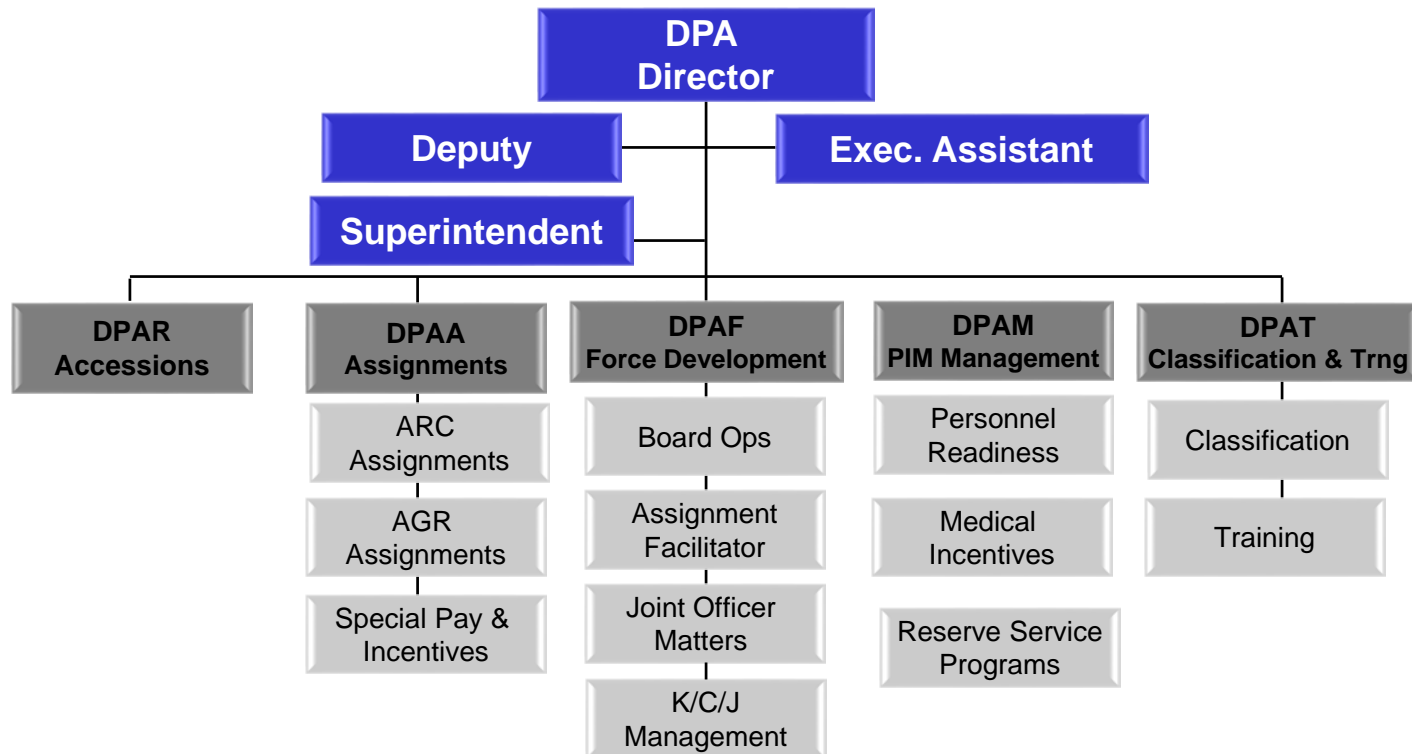 DPA
Director
Deputy
Exec. Assistant
Superintendent
DPAR
Accessions
DPAA
Assignments
DPAF
Force Development
DPAM
PIM Management
DPAT
Classification & Trng
ARC
Assignments
AGR
Assignments
Special Pay &
Incentives
Board Ops
Assignment
Facilitator
Joint Officer
Matters
K/C/J
Management
Personnel
Readiness
Medical
Incentives
Reserve Service
Programs
Classification
Training